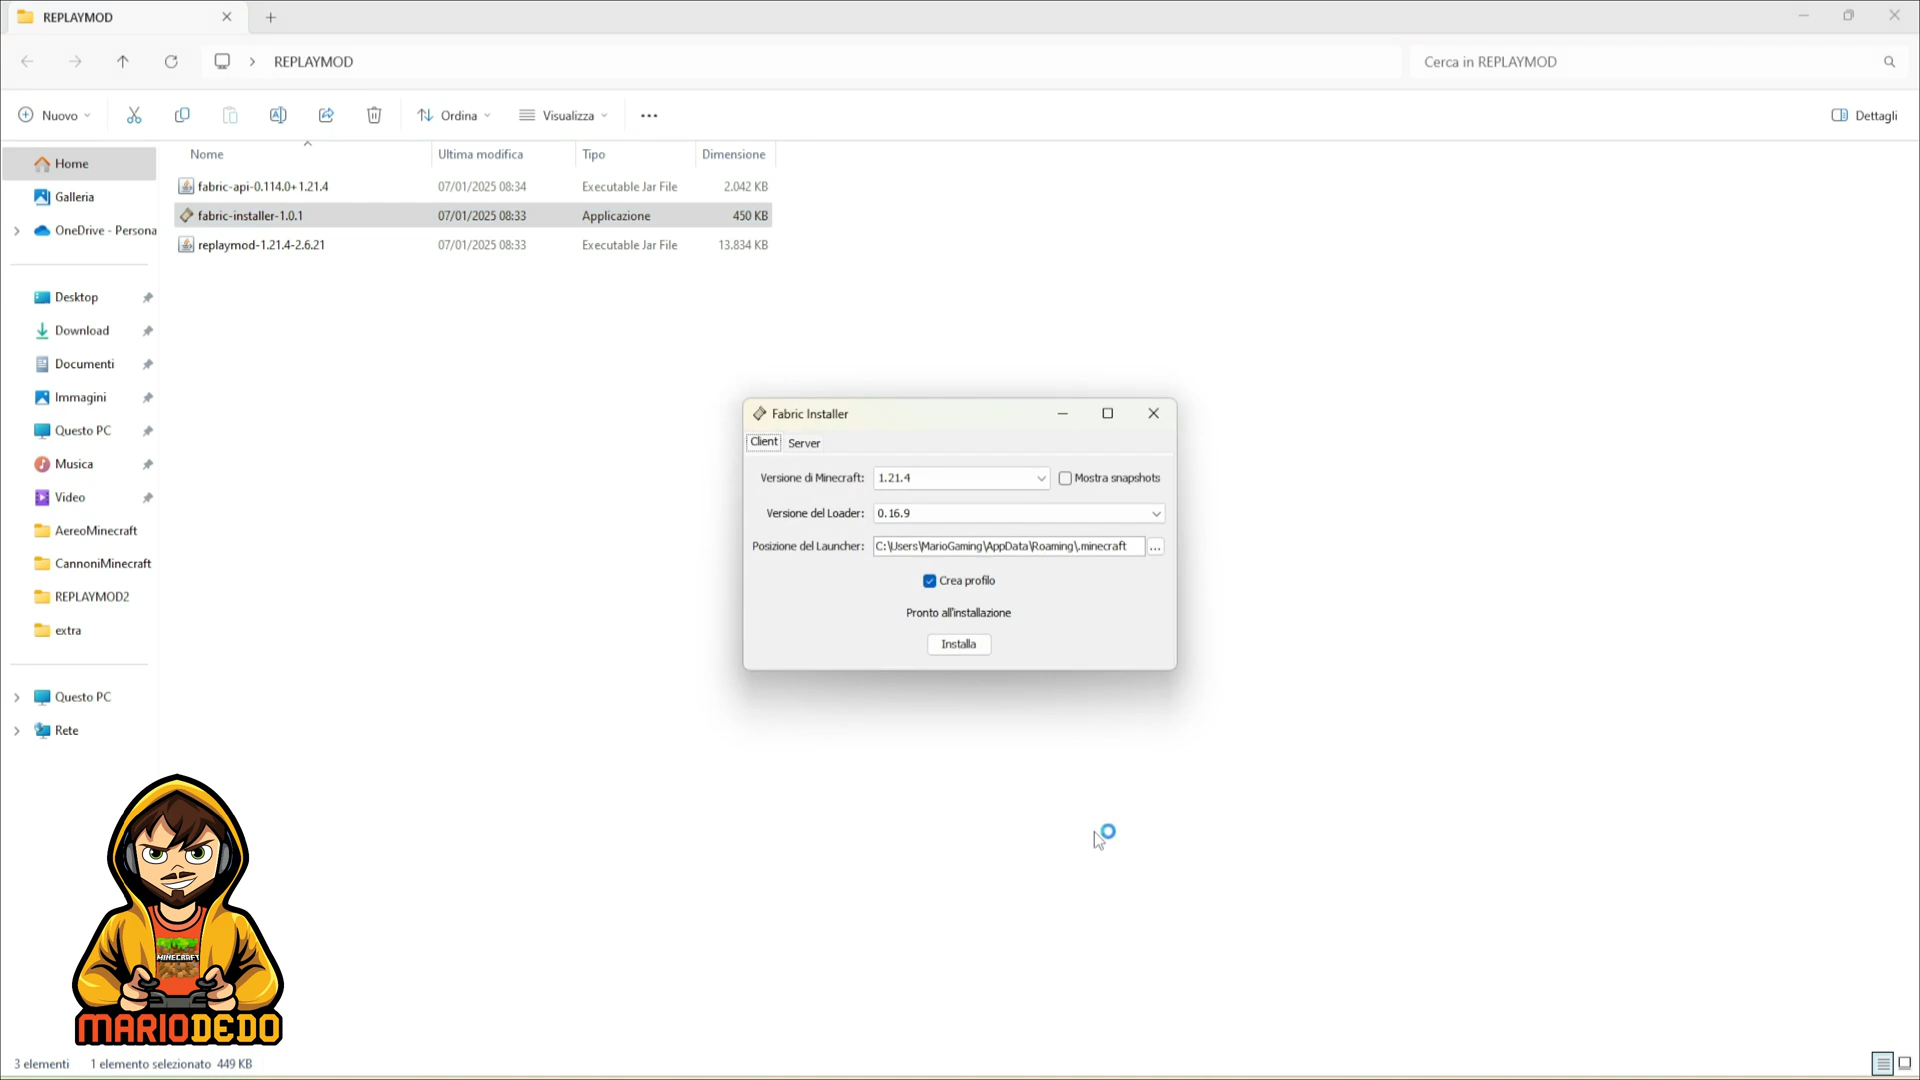 REPLAYMOD
REPLAYMOD
Cerca in REPLAYMOD
Nuovo
Ordina
Visualizza
Dettagli
Nome
Ultima modifica
Tipo
Dimensione
fabric-api-0.114.0+1.21.4
07/01/2025 08:34
Executable Jar File
2.042 KB
fabric-installer-1.0.1
07/01/2025 08:33
Applicazione
450 KB
replaymod-1.21.4-2.6.21
07/01/2025 08:33
Executable Jar File
13.834 KB
Home
Galleria
OneDrive - Persona
Desktop
Download
Documenti
Immagini
Questo PC
Musica
Video
AereoMinecraft
CannoniMinecraft
REPLAYMOD2
extra
Questo PC
Rete
Fabric Installer
Client
Server
Versione di Minecraft:
1.21.4
Mostra snapshots
Versione del Loader:
0.16.9
Posizione del Launcher:
C:\Users\MarioGaming\AppData\Roaming\.minecraft
...
Crea profilo
Pronto all'installazione
Installa
MINECRAFT
MARIODEDO
3 elementi
1 elemento selezionato 449 KB